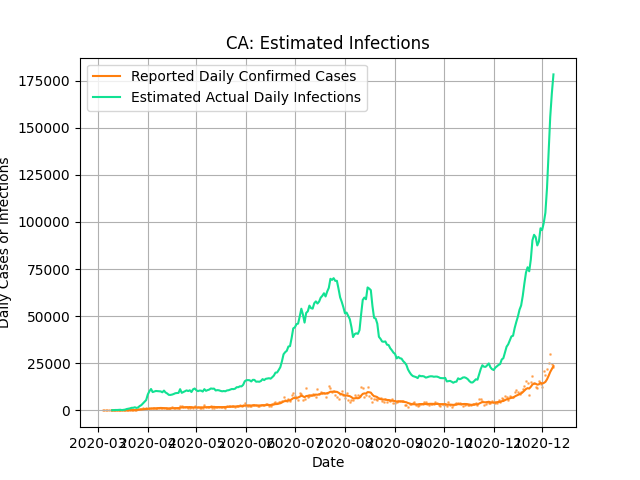 CA: Estimated Infections
Reported Daily Confirmed Cases
Estimated Actual Daily Infections
175000
150000
125000
100000
75000
50000
25000
0
Daily Cases or Infections
2020-03 2020-04 2020-05 2020-06 2020-07 2020-08 2020-09 2020-10 2020-11 2020-12
Date